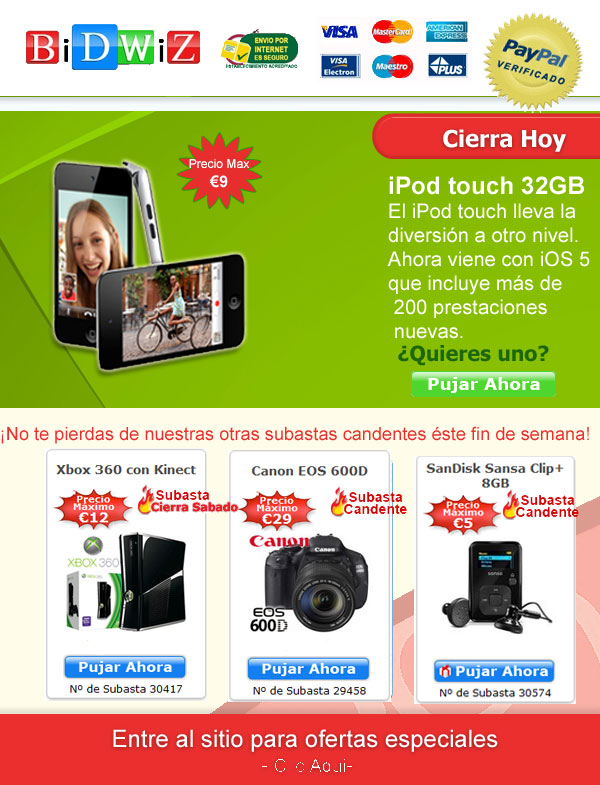 BiDWiZ
ENVIO POR
INTERNET
ES SEGURO
ESTABLECIMIENTO ACREDITADO
VISA
MasterCard
AMERICAN
EXPRESS
VISA
Electron
Maestro
PLUS
PayPal
VERIFICADO
Cierra Hoy
Precio Max
€9
iPod touch 32GB
El iPod touch lleva la
diversión a otro nivel.
Ahora viene con iOS 5
que incluye más de
200 prestaciones
nuevas.
¿Quieres uno?
Pujar Ahora
¡No te pierdas de nuestras otras subastas candentes éste fin de semana!
Xbox 360 con Kinect
Precio
Máximo
€12
Subasta
Cierra Sabado
XBOX 360
Pujar Ahora
Nº de Subasta 30417
Canon EOS 600D
Precio
Máximo
€29
Subasta
Candente
Canon
Canon
EOS
600D
Pujar Ahora
Nº de Subasta 29458
SanDisk Sansa Clip+
8GB
Precio
Máximo
€5
Subasta
Candente
Pujar Ahora
Nº de Subasta 30574
Entre al sitio para ofertas especiales
- Clic Aqui-